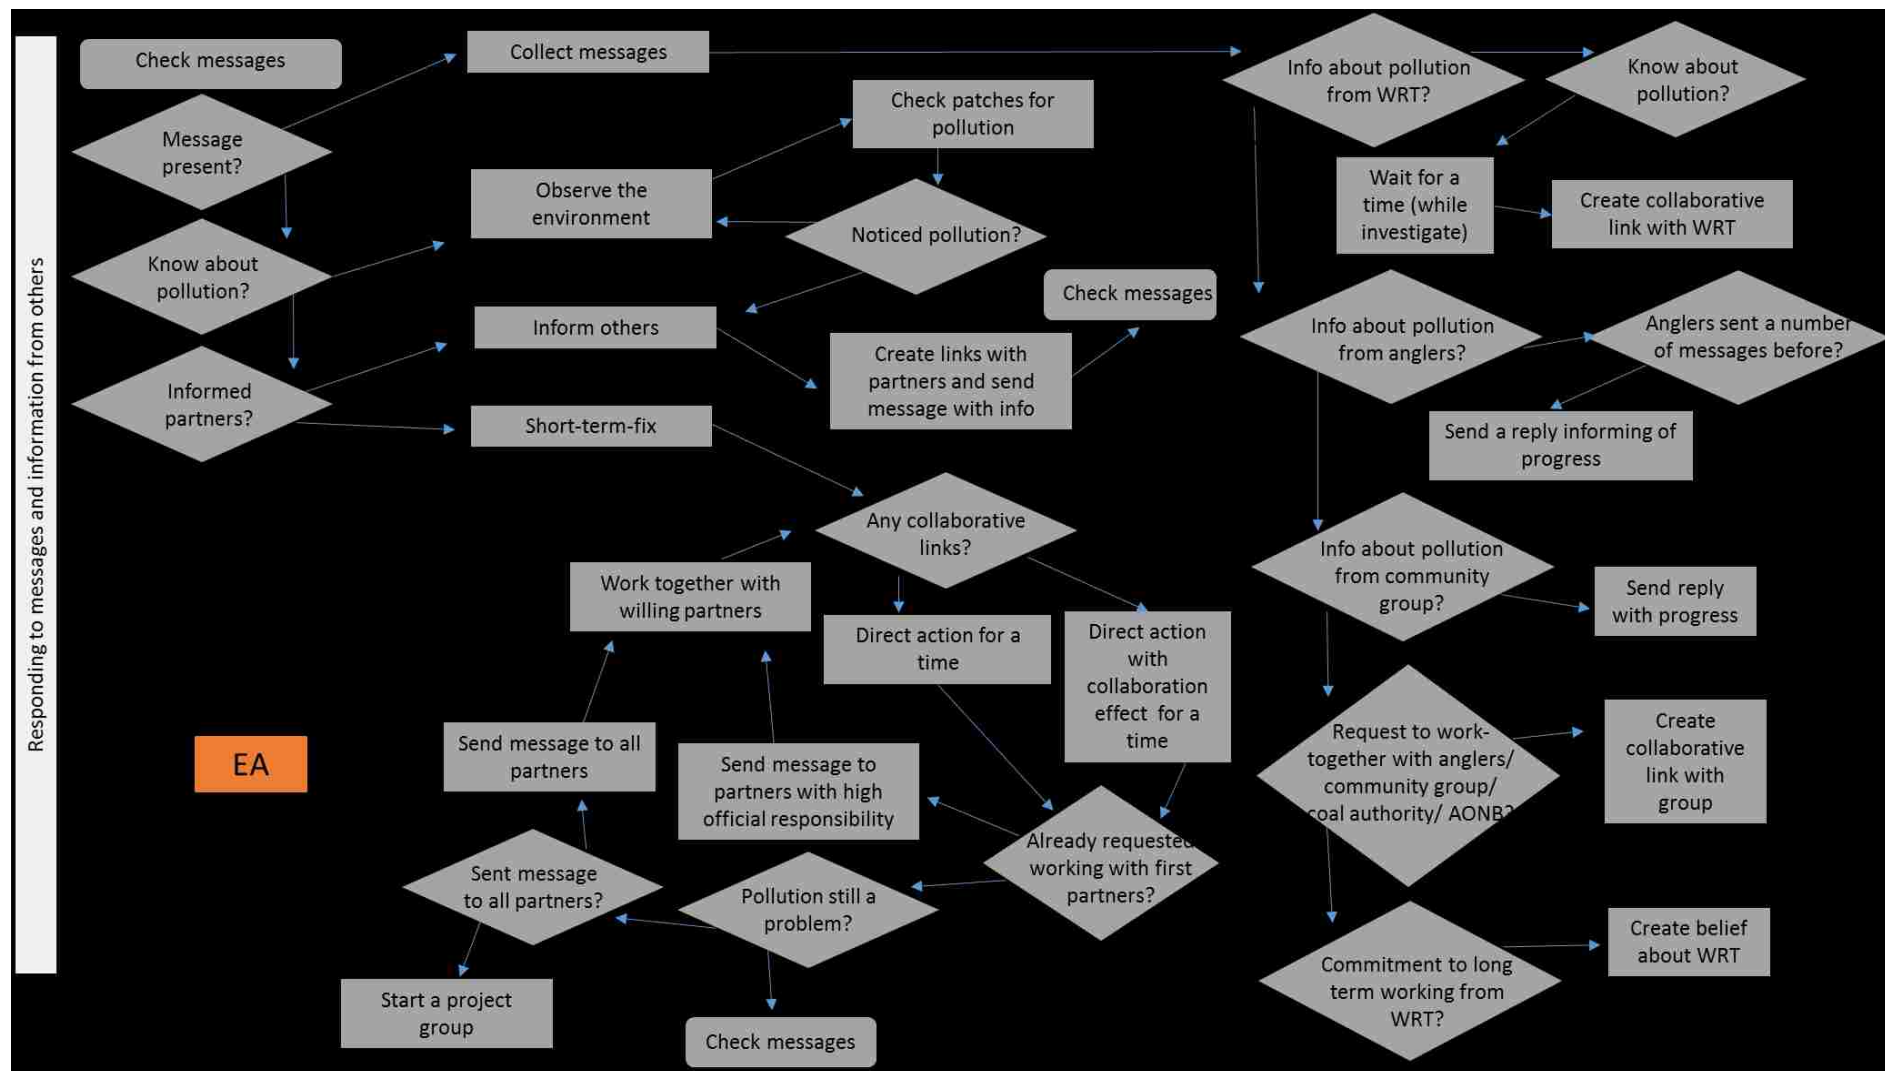 Responding to messages and information from others
Check messages
Message
present?
Know about
pollution?
Informed
partners?
Collect messages
Observe the
environment
Inform others
Short-term-fix
Check patches for
pollution
Noticed pollution?
Check messages
Create links with
partners and send
message with info
Any collaborative
links?
Work together with
willing partners
Direct action for a
time
Direct action
with
collaboration
effect for a
time
Send message to all
partners
Send message to
partners with high
official responsibility
Already requested
working with first
partners?
Sent message
to all partners?
Pollution still a
problem?
Start a project
group
Check messages
EA
Info about pollution
from WRT?
Know about
pollution?
Wait for a
time (while
investigate)
Create collaborative
link with WRT
Info about pollution
from anglers?
Anglers sent a number
of messages before?
Send a reply informing of
progress
Info about pollution
from community
group?
Send reply
with progress
Request to work-
together with anglers/
community group/
coal authority/ AONB?
Create
collaborative
link with
group
Commitment to long
term working from
WRT?
Create belief
about WRT